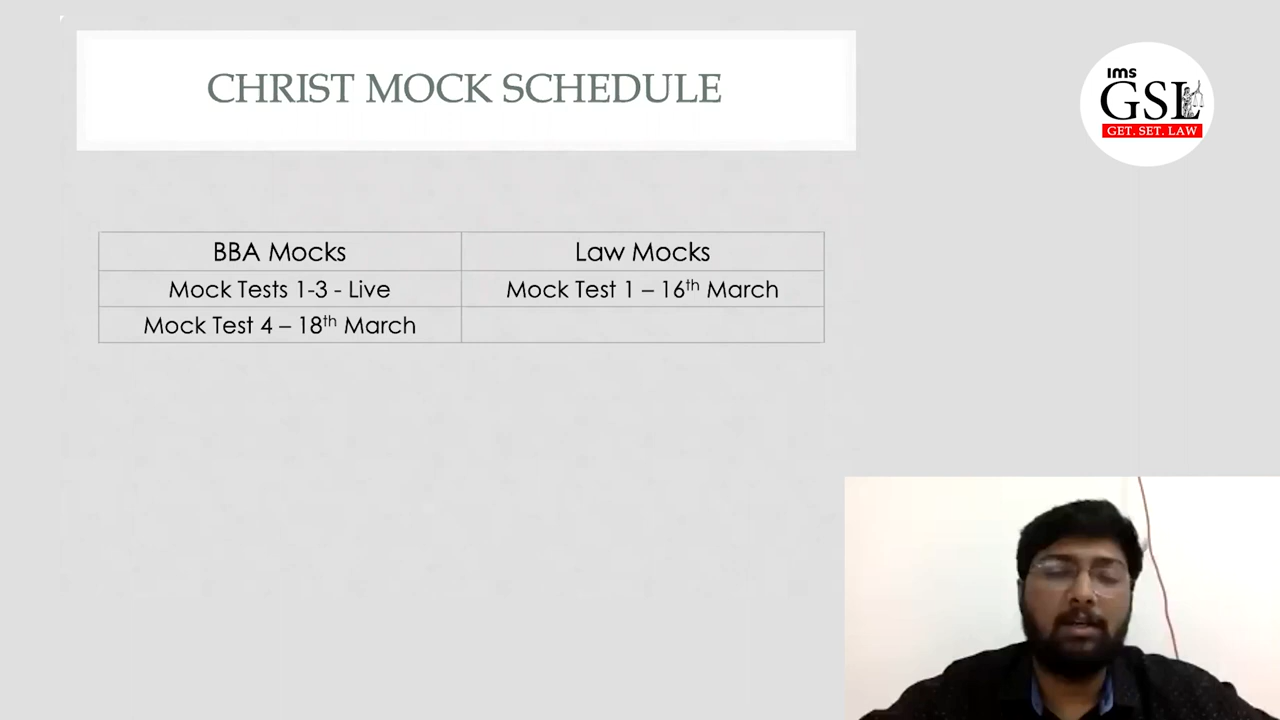 CHRIST MOCK SCHEDULE
ims
GSL
GET. SET. LAW
BBA Mocks
Law Mocks
Mock Tests 1-3 - Live
Mock Test 1 – 16th March
Mock Test 4 – 18th March